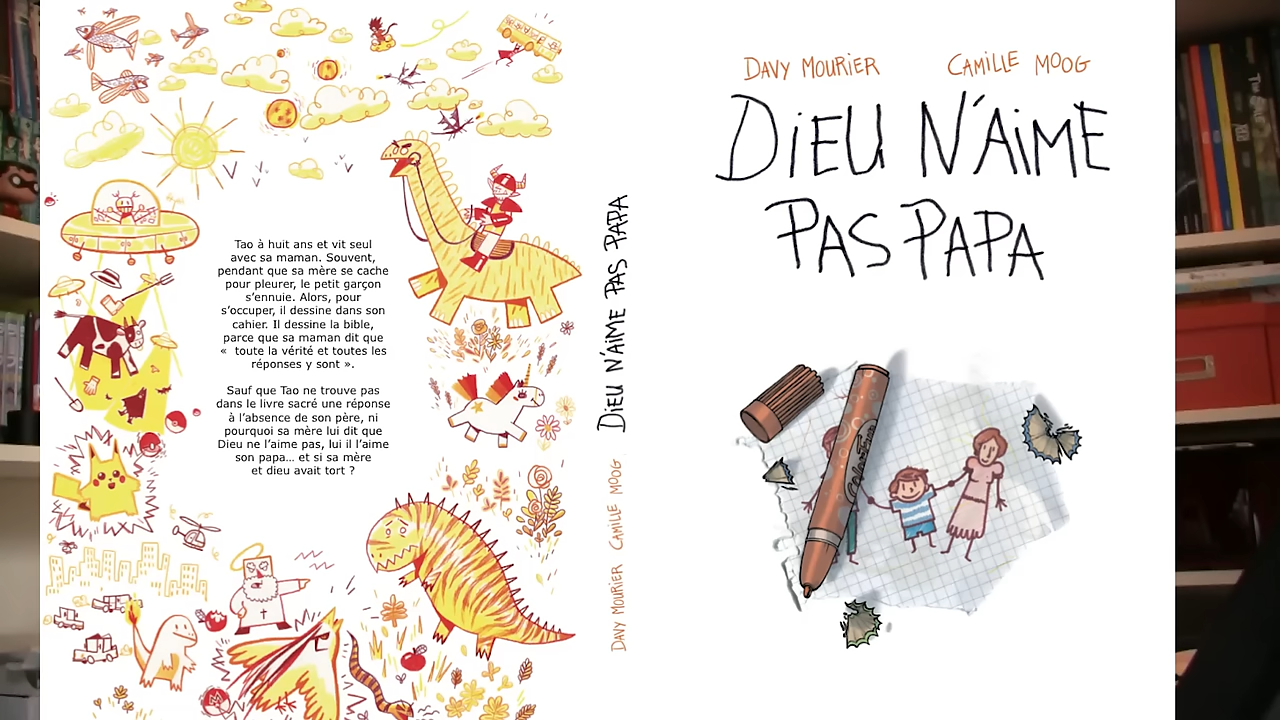 Tao à huit ans et vit seul
avec sa maman. Souvent,
pendant que sa mère se cache
pour pleurer, le petit garçon
s'ennuie. Alors, pour
s'occuper, il dessine dans son
cahier. Il dessine la bible,
parce que sa maman dit que
«  toute la vérité et toutes les
réponses y sont ».
Sauf que Tao ne trouve pas
dans le livre sacré une réponse
à l'absence de son père, ni
pourquoi sa mère lui dit que
Dieu ne l'aime pas, lui il l'aime
son papa... et si sa mère
et dieu avait tort ?
DAVY MOURIER CAMILLE MOOG DIEU N'AIME PAS PAPA
DAVY MOURIER CAMILLE MOOG
DIEU N'AIME
PAS PAPA